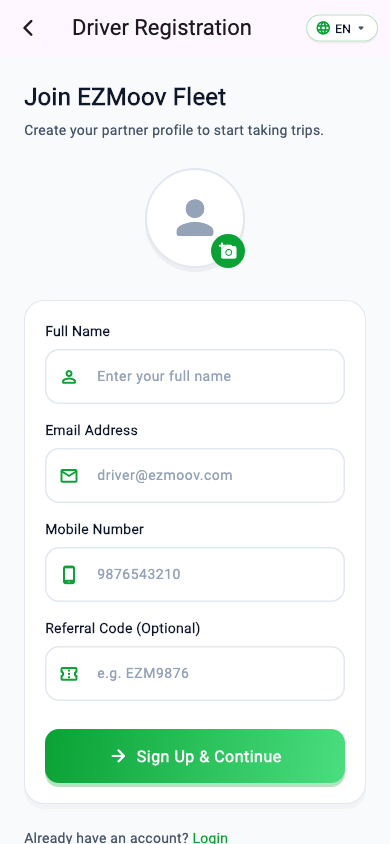 Driver Registration
EN
Join EZMoov Fleet
Create your partner profile to start taking trips.
Full Name
Enter your full name
Email Address
driver@ezmoov.com
Mobile Number
9876543210
Referral Code (Optional)
e.g. EZM9876
Sign Up & Continue
Already have an account? Login